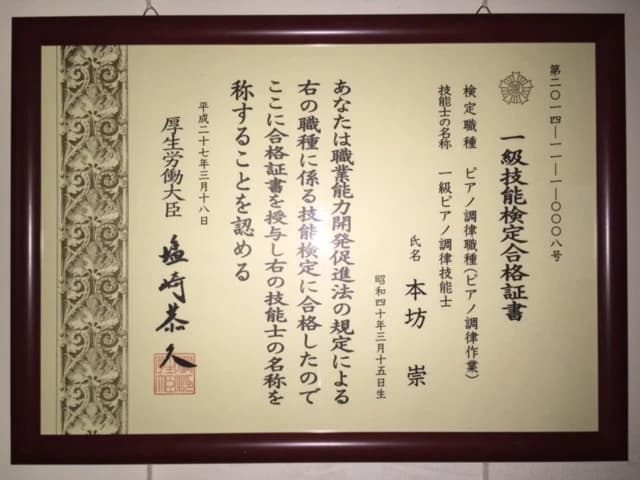 第二〇一四—一一—一—〇〇〇八号
一級技能検定合格証書
検定職種 ピアノ調律職種(ピアノ調律作業)
技能士の名称 一級ピアノ調律技能士
氏名 本坊 崇
昭和四十年三月十五日生
あなたは職業能力開発促進法の規定による
右の職種に係る技能検定に合格したので
ここに合格証書を授与し右の技能士の名称を
称することを認める
平成二十七年三月十八日
厚生労働大臣 塩崎恭久